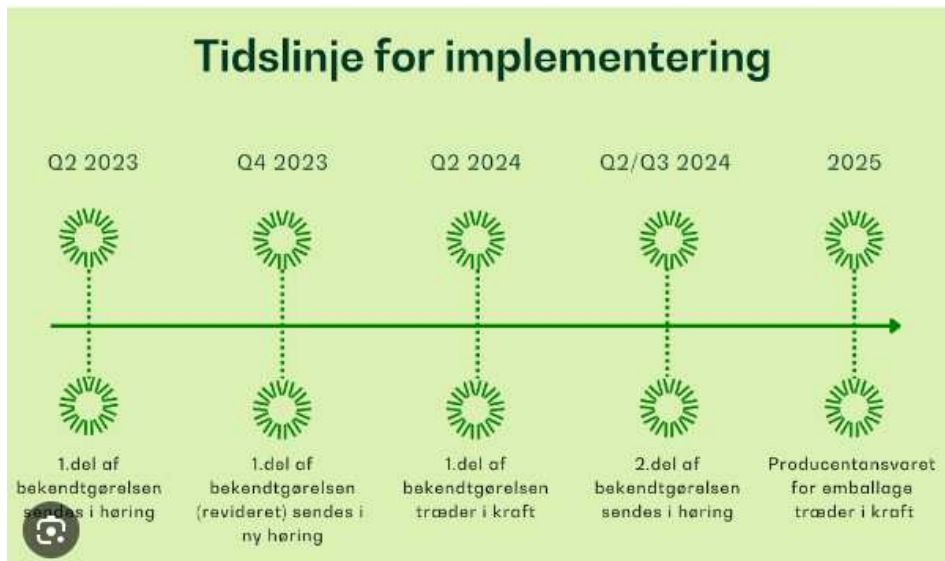 Tidslinje for implementering
Q2 2023
Q4 2023
Q2 2024
Q2/Q3 2024
2025
1.del af
bekendtgørelsen
sendes i høring
1.del af
bekendtgørelsen
(revideret) sendes i
ny høring
1.del af
bekendtgørelsen
træder i kraft
2.del af
bekendtgørelsen
sendes i høring
Producentansvaret
for emballage
træder i kraft